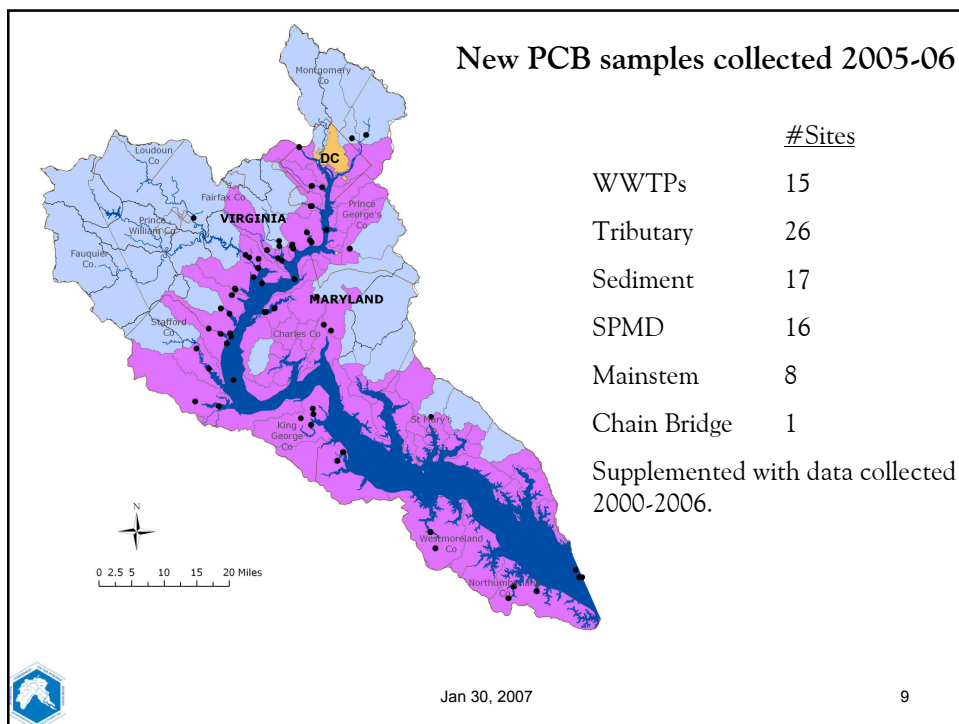 New PCB samples collected 2005-06
#Sites
WWTPs 15
Tributary 26
Sediment 17
SPMD 16
Mainstem 8
Chain Bridge 1
Supplemented with data collected
2000-2006.
Montgomery
Co
Loudoun
Co
DC
Fairfax Co
Prince
George's
Co
VIRGINIA
Prince
William Co
Fauquier
Co.
MARYLAND
Stafford
Co
Charles Co
St Mary's
King
George
Co
Westmoreland
Co
Northumberland
Co
N
0 2.5 5 10 15 20 Miles
Jan 30, 2007
9